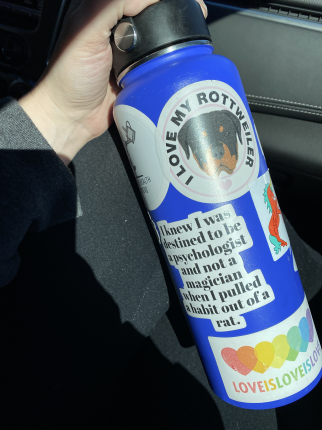 I LOVE MY ROTTWEILER
I knew I was
destined to be
a psychologist
and not a
magician
when I pulled
a habit out of a
rat.
LOVEISLOVEISLOVE